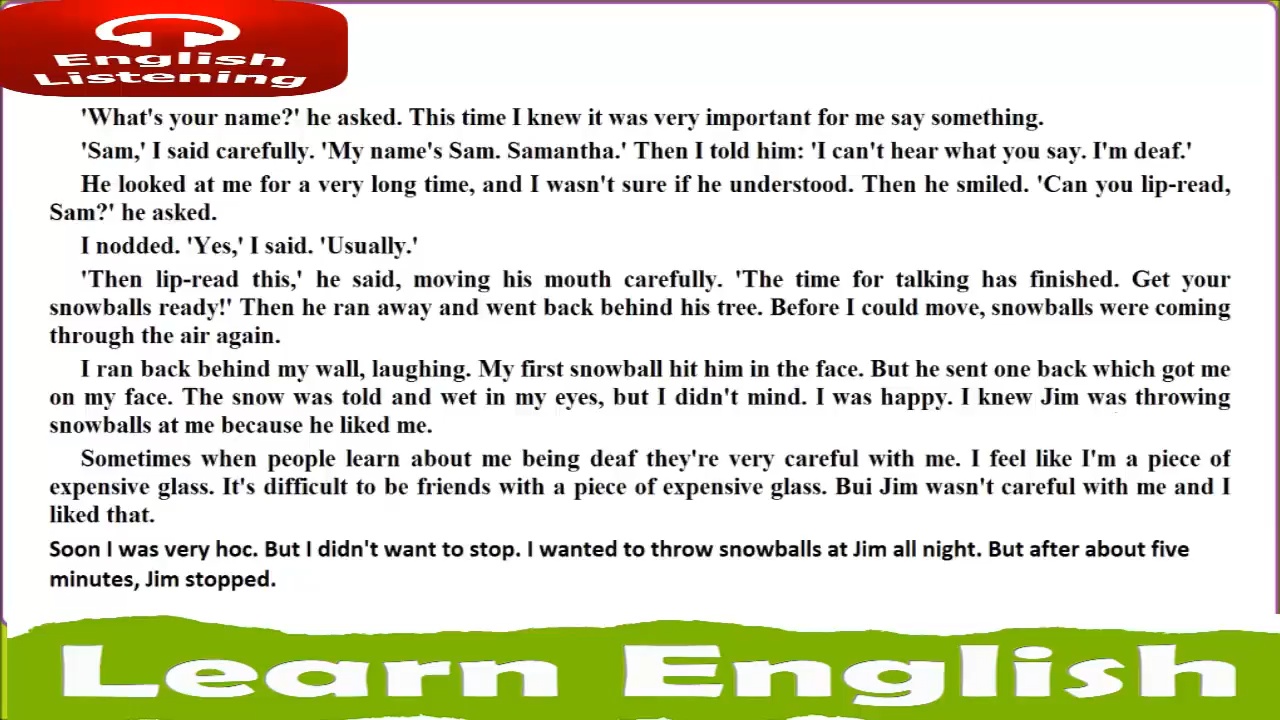 English
Listening
'What's your name?' he asked. This time I knew it was very important for me say something.
'Sam,' I said carefully. 'My name's Sam. Samantha.' Then I told him: 'I can't hear what you say. I'm deaf.'
He looked at me for a very long time, and I wasn't sure if he understood. Then he smiled. 'Can you lip-read,
Sam?' he asked.
I nodded. 'Yes,' I said. 'Usually.'
'Then lip-read this,' he said, moving his mouth carefully. 'The time for talking has finished. Get your
snowballs ready!' Then he ran away and went back behind his tree. Before I could move, snowballs were coming
through the air again.
I ran back behind my wall, laughing. My first snowball hit him in the face. But he sent one back which got me
on my face. The snow was told and wet in my eyes, but I didn't mind. I was happy. I knew Jim was throwing
snowballs at me because he liked me.
Sometimes when people learn about me being deaf they're very careful with me. I feel like I'm a piece of
expensive glass. It's difficult to be friends with a piece of expensive glass. Bui Jim wasn't careful with me and I
liked that.
Soon I was very hoc. But I didn't want to stop. I wanted to throw snowballs at Jim all night. But after about five
minutes, Jim stopped.
Learn English